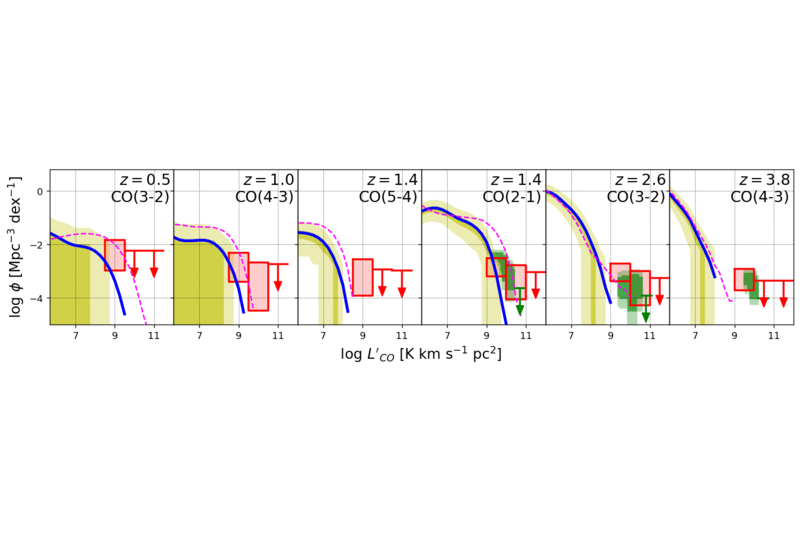 z = 0.5
CO(3-2)
z = 1.0
CO(4-3)
z = 1.4
CO(5-4)
z = 1.4
CO(2-1)
z = 2.6
CO(3-2)
z = 3.8
CO(4-3)
log ϕ [Mpc⁻³ dex⁻¹]
0
−2
−4
7 9 11 7 9 11 7 9 11 7 9 11 7 9 11 7 9 11
log L′CO [K km s⁻¹ pc²]